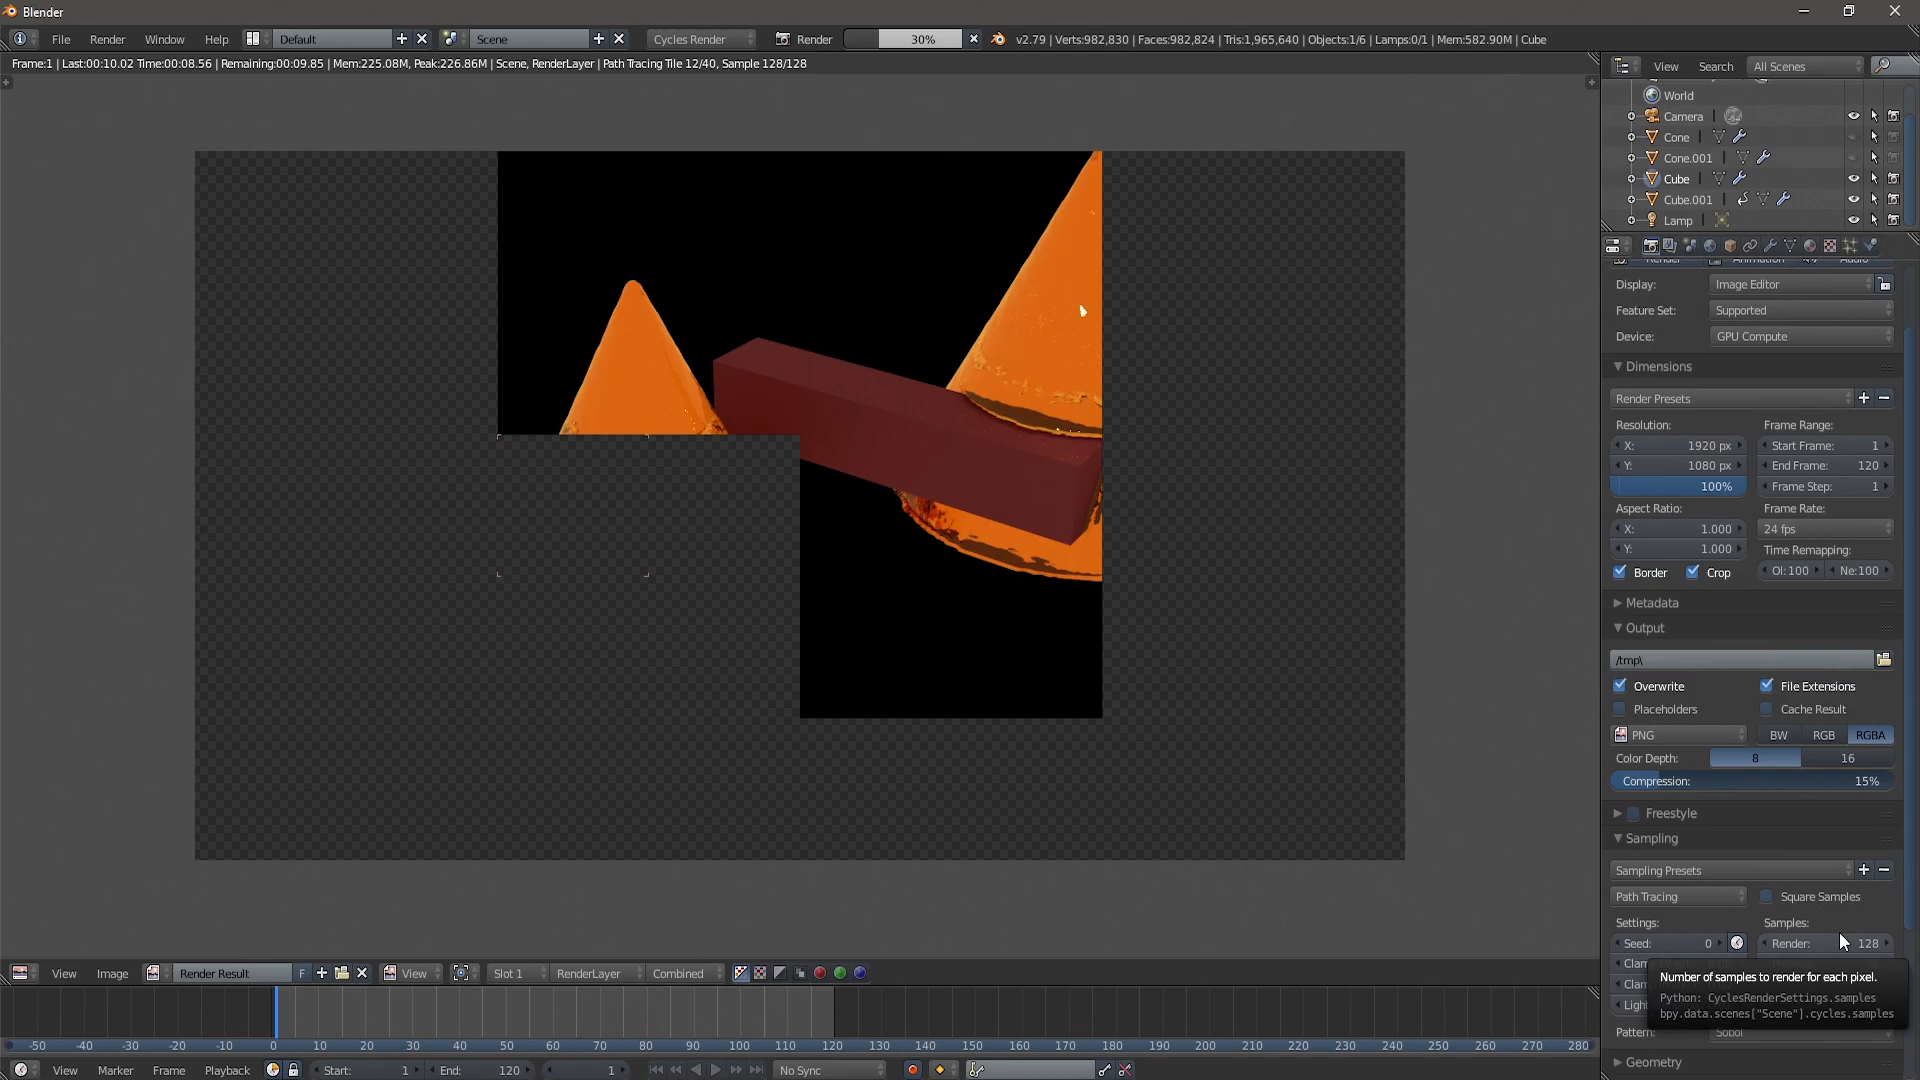 Blender
File Render Window Help Default Scene Cycles Render Render 30% v2.79 | Verts:982,830 | Faces:982,824 | Tris:1,965,640 | Objects:1/6 | Lamps:0/1 | Mem:582.90M | Cube
Frame:1 | Last:00:10.02 Time:00:08.56 | Remaining:00:09.85 | Mem:225.08M, Peak:226.86M | Scene, RenderLayer | Path Tracing Tile 12/40, Sample 128/128
View Search All Scenes
World
Camera
Cone
Cone.001
Cube
Cube.001
Lamp
Render Animation Audio
Display: Image Editor
Feature Set: Supported
Device: GPU Compute
Dimensions
Render Presets
Resolution: Frame Range:
X: 1920 px Start Frame: 1
Y: 1080 px End Frame: 120
100% Frame Step: 1
Aspect Ratio: Frame Rate:
X: 1.000 24 fps
Y: 1.000 Time Remapping:
Border Crop Ol:100 Ne:100
Metadata
Output
/tmp\
Overwrite File Extensions
Placeholders Cache Result
PNG BW RGB RGBA
Color Depth: 8 16
Compression: 15%
Freestyle
Sampling
Sampling Presets
Path Tracing Square Samples
Settings: Samples:
Seed: 0 Render: 128
Clam
Number of samples to render for each pixel.
Clam
Python: CyclesRenderSettings.samples
Ligh
bpy.data.scenes["Scene"].cycles.samples
Pattern: Sobol
Geometry
View Image Render Result F View Slot 1 RenderLayer Combined
-50 -40 -30 -20 -10 0 10 20 30 40 50 60 70 80 90 100 110 120 130 140 150 160 170 180 190 200 210 220 230 240 250 260 270 280
View Marker Frame Playback Start: 1 End: 120 1 No Sync